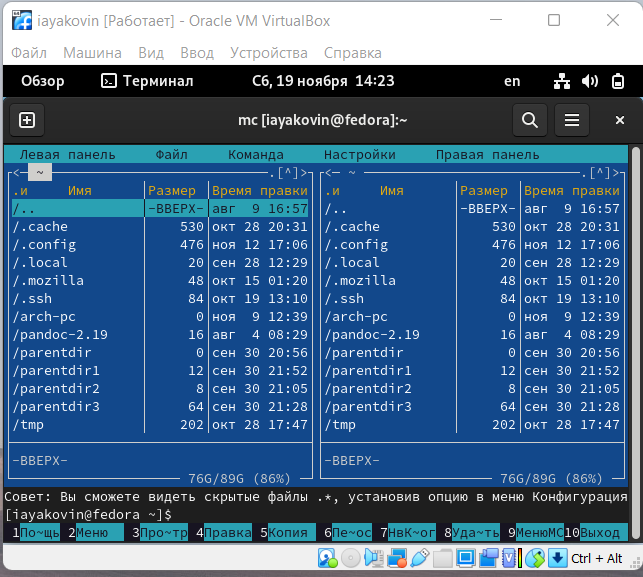 iayakovin [Работает] - Oracle VM VirtualBox
Файл Машина Вид Ввод Устройства Справка
Обзор Терминал Сб, 19 ноября 14:23 en
mc [iayakovin@fedora]:~
Левая панель Файл Команда Настройки Правая панель
<─ ~ .[^]> <─ ~ .[^]>
.и Имя Размер Время правки .и Имя Размер Время правки
/.. -ВВЕРХ- авг 9 16:57 /.. -ВВЕРХ- авг 9 16:57
/.cache 530 окт 28 20:31 /.cache 530 окт 28 20:31
/.config 476 ноя 12 17:06 /.config 476 ноя 12 17:06
/.local 20 сен 28 12:29 /.local 20 сен 28 12:29
/.mozilla 48 окт 15 01:20 /.mozilla 48 окт 15 01:20
/.ssh 84 окт 19 13:10 /.ssh 84 окт 19 13:10
/arch-pc 0 ноя 9 12:39 /arch-pc 0 ноя 9 12:39
/pandoc-2.19 16 авг 4 08:29 /pandoc-2.19 16 авг 4 08:29
/parentdir 0 сен 30 20:56 /parentdir 0 сен 30 20:56
/parentdir1 12 сен 30 21:52 /parentdir1 12 сен 30 21:52
/parentdir2 8 сен 30 21:05 /parentdir2 8 сен 30 21:05
/parentdir3 64 сен 30 21:28 /parentdir3 64 сен 30 21:28
/tmp 202 окт 28 17:47 /tmp 202 окт 28 17:47
-ВВЕРХ- -ВВЕРХ-
76G/89G (86%) 76G/89G (86%)
Совет: Вы сможете видеть скрытые файлы .*, установив опцию в меню Конфигурация
[iayakovin@fedora ~]$
1По~щь 2Меню 3Про~тр 4Правка 5Копия 6Пе~ос 7НвК~ог 8Уда~ть 9МенюMC 10Выход
Ctrl + Alt